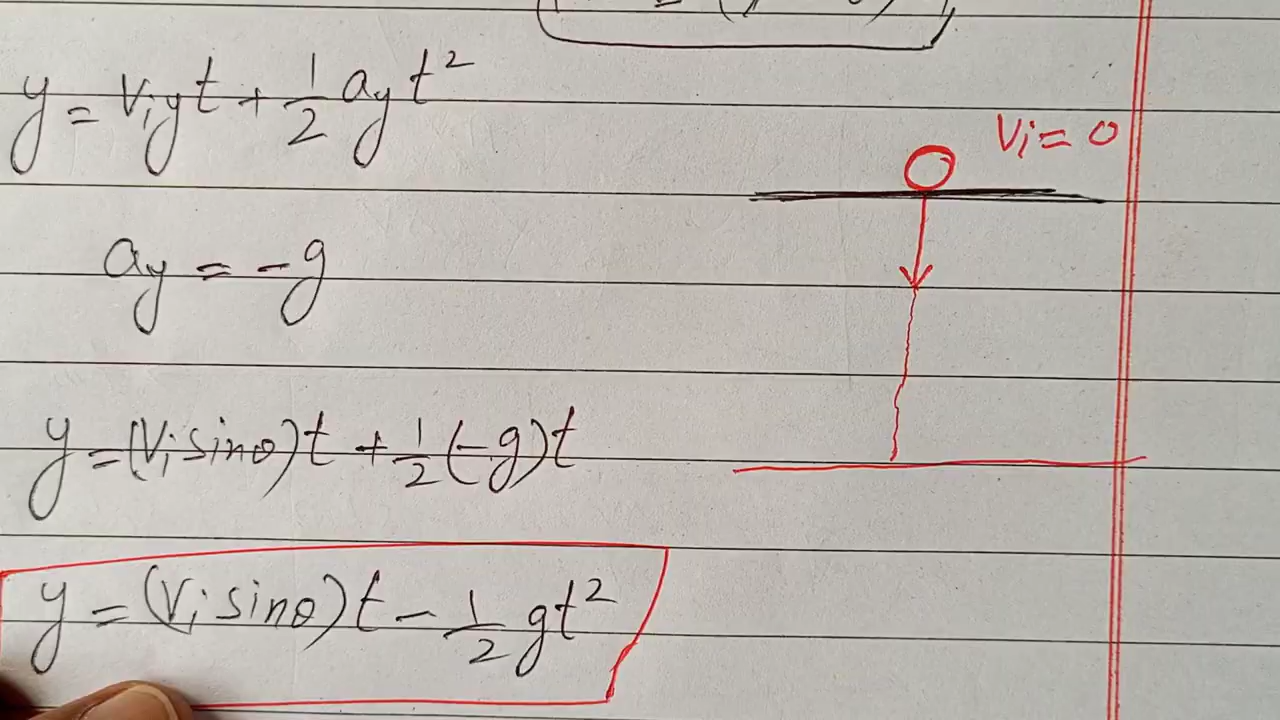 y = Viyt + 1/2 ayt²
Vi = 0
ay = -g
y = (Vi sinθ)t + 1/2 (-g)t
y = (Vi sinθ)t - 1/2 gt²